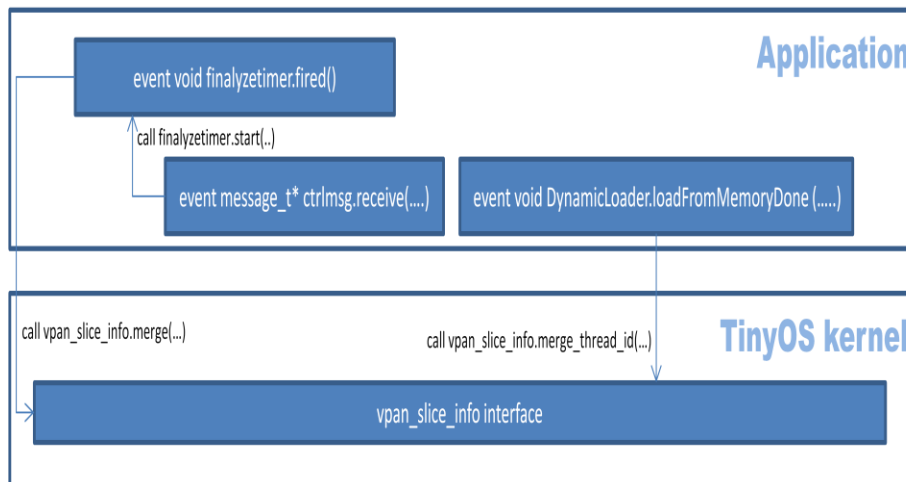 Application
event void finalyzetimer.fired()
call finalyzetimer.start(..)
event message_t* ctrlmsg.receive(....)
event void DynamicLoader.loadFromMemoryDone (.....)
call vpan_slice_info.merge(...)
call vpan_slice_info.merge_thread_id(...)
TinyOS kernel
vpan_slice_info interface